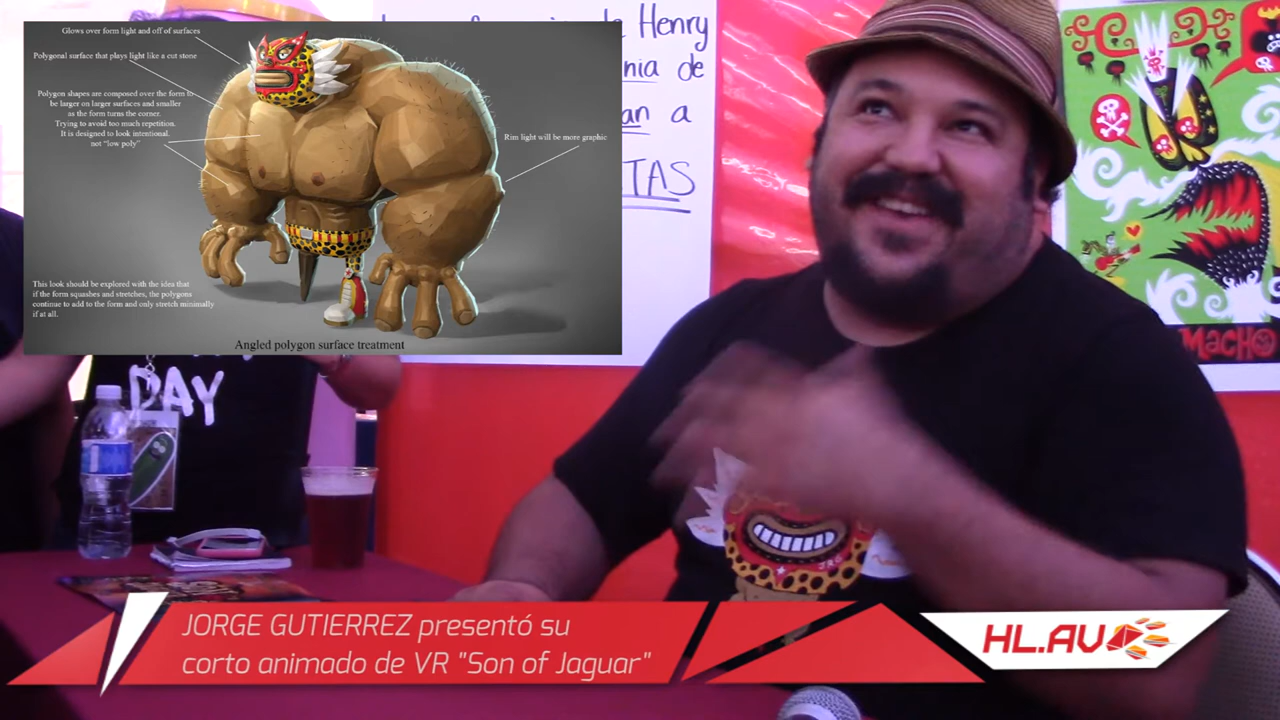 Glows over form light and off of surfaces
Polygonal surface that plays light like a cut stone
Polygon shapes are composed over the form to
be larger on larger surfaces and smaller
as the form turns the corner.
Trying to avoid too much repetition.
It is designed to look intentional.
not "low poly"
Rim light will be more graphic
This look should be explored with the idea that
if the form squashes and stretches, the polygons
continue to add to the form and only stretch minimally
if at all.
Angled polygon surface treatment
Henry
de
a
MACHO
DAY
JORGE GUTIERREZ presentó su
corto animado de VR "Son of Jaguar"
HL.AV